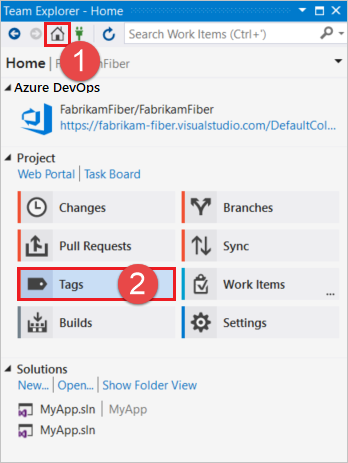 Team Explorer - Home
Search Work Items (Ctrl+')
1
Home | FabrikamFiber
Azure DevOps
FabrikamFiber/FabrikamFiber
https://fabrikam-fiber.visualstudio.com/DefaultCol...
Project
Web Portal | Task Board
Changes
Branches
Pull Requests
Sync
Tags
2
Work Items
...
Builds
Settings
Solutions
New... | Open... | Show Folder View
MyApp.sln | MyApp
MyApp.sln